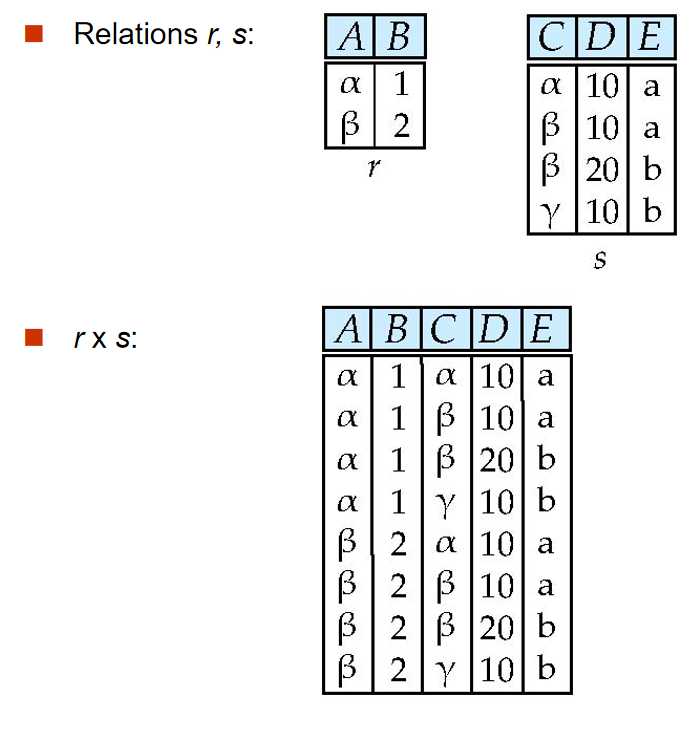 Relations r, s:
A B
α 1
β 2
r
C D E
α 10 a
β 10 a
β 20 b
γ 10 b
s
r x s:
A B C D E
α 1 α 10 a
α 1 β 10 a
α 1 β 20 b
α 1 γ 10 b
β 2 α 10 a
β 2 β 10 a
β 2 β 20 b
β 2 γ 10 b